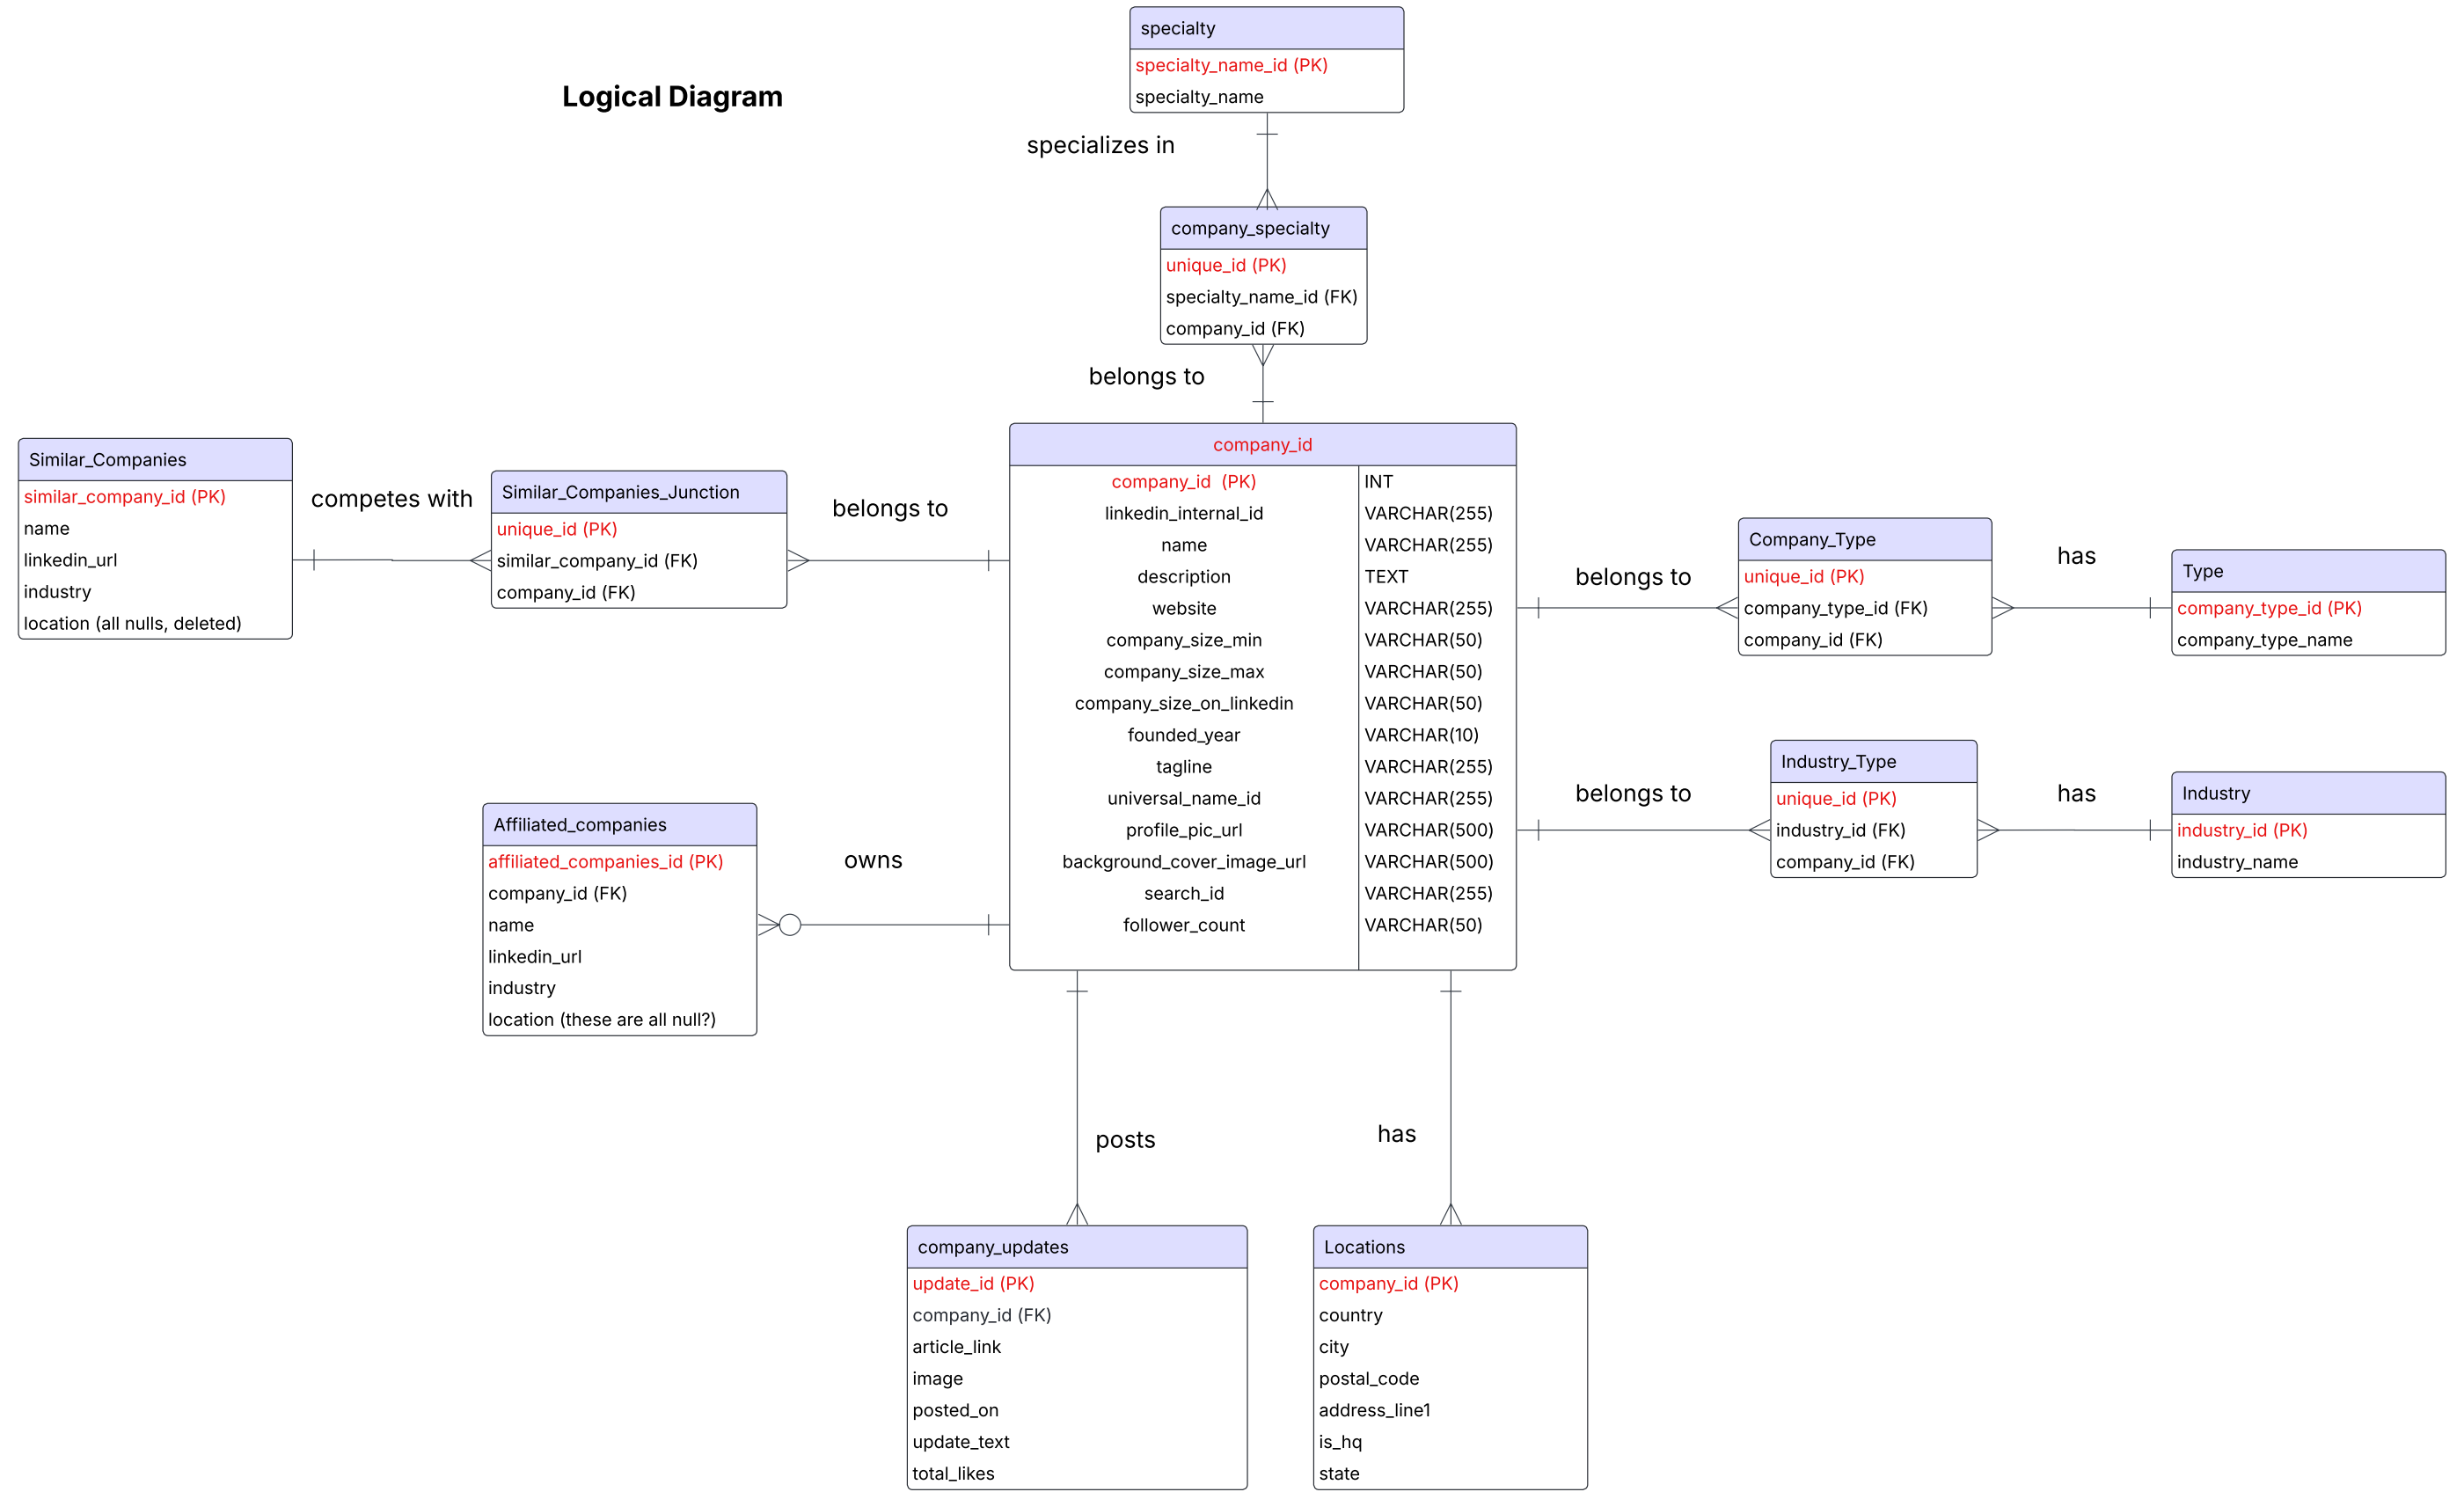 Logical Diagram
specialty
specialty_name_id (PK)
specialty_name
specializes in
company_specialty
unique_id (PK)
specialty_name_id (FK)
company_id (FK)
belongs to
Similar_Companies
similar_company_id (PK)
name
linkedin_url
industry
location (all nulls, deleted)
competes with
Similar_Companies_Junction
unique_id (PK)
similar_company_id (FK)
company_id (FK)
belongs to
company_id
company_id (PK) INT
linkedin_internal_id VARCHAR(255)
name VARCHAR(255)
description TEXT
website VARCHAR(255)
company_size_min VARCHAR(50)
company_size_max VARCHAR(50)
company_size_on_linkedin VARCHAR(50)
founded_year VARCHAR(10)
tagline VARCHAR(255)
universal_name_id VARCHAR(255)
profile_pic_url VARCHAR(500)
background_cover_image_url VARCHAR(500)
search_id VARCHAR(255)
follower_count VARCHAR(50)
belongs to
Company_Type
unique_id (PK)
company_type_id (FK)
company_id (FK)
has
Type
company_type_id (PK)
company_type_name
belongs to
Industry_Type
unique_id (PK)
industry_id (FK)
company_id (FK)
has
Industry
industry_id (PK)
industry_name
Affiliated_companies
affiliated_companies_id (PK)
company_id (FK)
name
linkedin_url
industry
location (these are all null?)
owns
posts
has
company_updates
update_id (PK)
company_id (FK)
article_link
image
posted_on
update_text
total_likes
Locations
company_id (PK)
country
city
postal_code
address_line1
is_hq
state